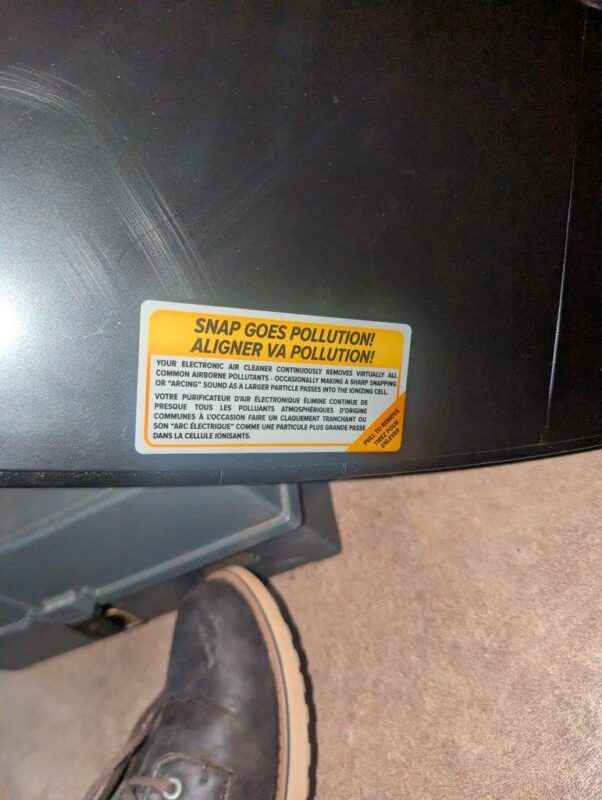 SNAP GOES POLLUTION!
ALIGNER VA POLLUTION!
YOUR ELECTRONIC AIR CLEANER CONTINUOUSLY REMOVES VIRTUALLY ALL
COMMON AIRBORNE POLLUTANTS - OCCASIONALLY MAKING A SHARP SNAPPING
OR "ARCING" SOUND AS A LARGER PARTICLE PASSES INTO THE IONIZING CELL.
VOTRE PURIFICATEUR D'AIR ÉLECTRONIQUE ÉLIMINE CONTINUE DE
PRESQUE TOUS LES POLLUANTS ATMOSPHÉRIQUES D'ORIGINE
COMMUNES À L'OCCASION FAIRE UN CLAQUEMENT TRANCHANT OU
SON "ARC ÉLECTRIQUE" COMME UNE PARTICULE PLUS GRANDE PASSE
DANS LA CELLULE IONISANTS.
PULL TO REMOVE
TIREZ POUR
ENLEVER